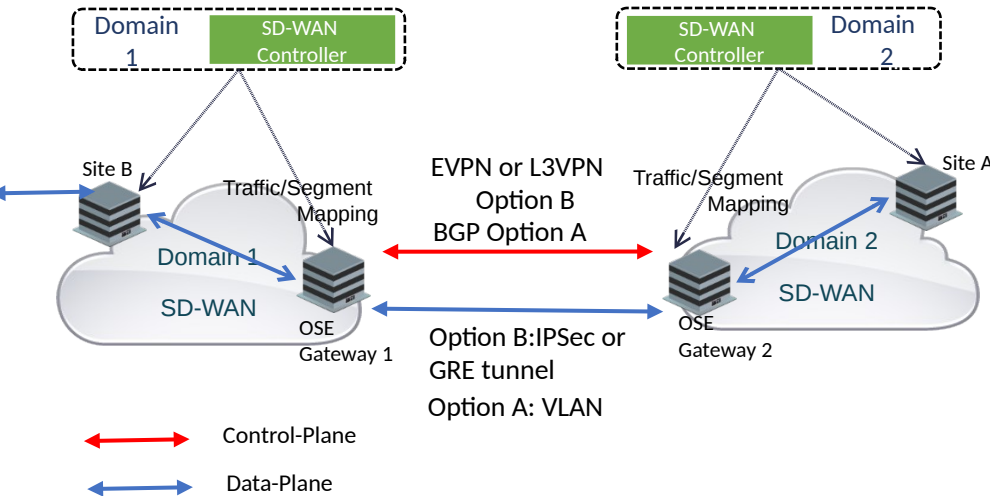 Domain
1
SD-WAN
Controller
SD-WAN
Controller
Domain
2
Site B
Traffic/Segment
Mapping
EVPN or L3VPN
Option B
BGP Option A
Traffic/Segment
Mapping
Site A
Domain 1
SD-WAN
Domain 2
SD-WAN
OSE
Gateway 1
OSE
Gateway 2
Option B:IPSec or
GRE tunnel
Option A: VLAN
Control-Plane
Data-Plane